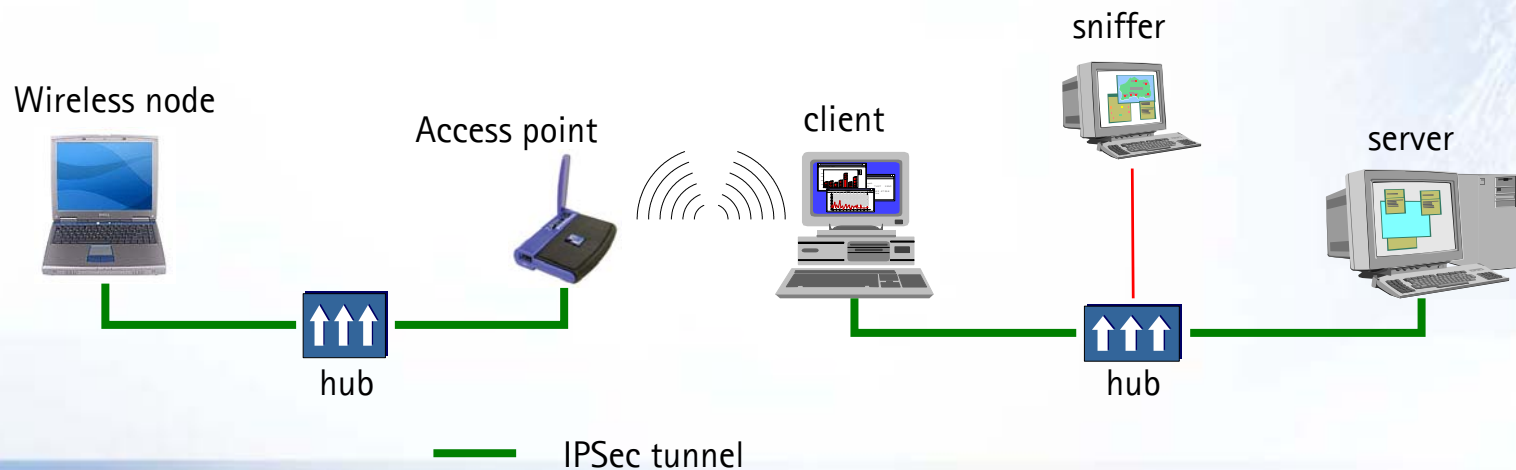 sniffer
Wireless node
Access point
client
server
hub
hub
IPSec tunnel